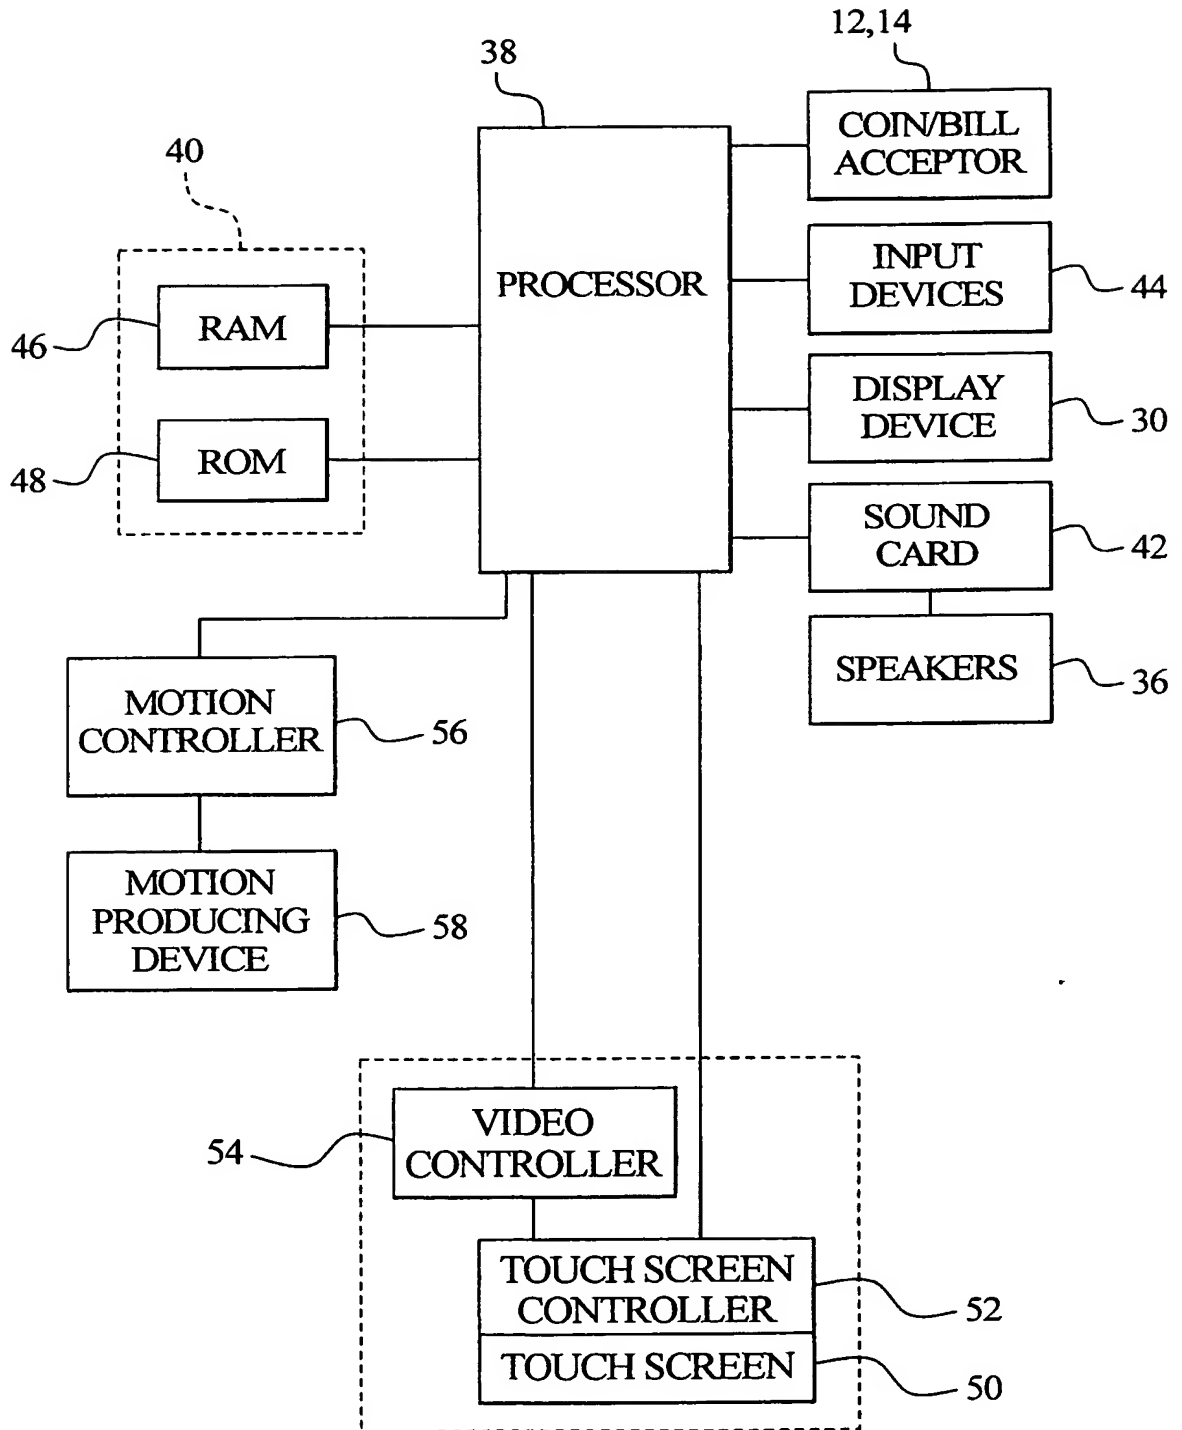 12,14
38
COIN/BILL
ACCEPTOR
40
PROCESSOR
INPUT
DEVICES
44
46
RAM
DISPLAY
DEVICE
30
48
ROM
SOUND
CARD
42
SPEAKERS
36
MOTION
CONTROLLER
56
MOTION
PRODUCING
DEVICE
58
54
VIDEO
CONTROLLER
TOUCH SCREEN
CONTROLLER
52
TOUCH SCREEN
50